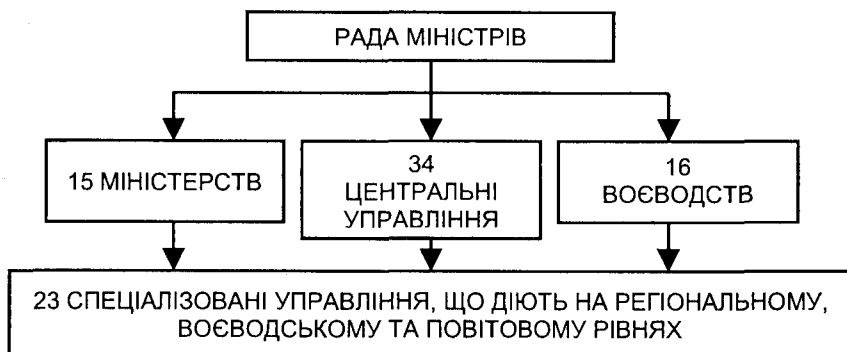 РАДА МІНІСТРІВ
15 МІНІСТЕРСТВ
34
ЦЕНТРАЛЬНІ
УПРАВЛІННЯ
16
ВОЄВОДСТВ
23 СПЕЦІАЛІЗОВАНІ УПРАВЛІННЯ, ЩО ДІЮТЬ НА РЕГІОНАЛЬНОМУ,
ВОЄВОДСЬКОМУ ТА ПОВІТОВОМУ РІВНЯХ